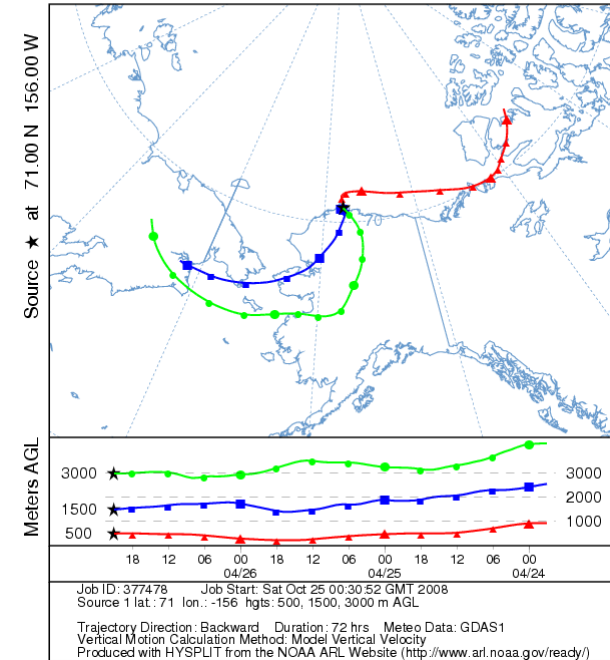 Source ★ at 71.00 N 156.00 W
Meters AGL
3000 3000
2000
1500
1000
500
18 12 06 00 18 12 06 00 18 12 06 00
04/26 04/25 04/24
Job ID: 377478 Job Start: Sat Oct 25 00:30:52 GMT 2008
Source 1 lat.: 71 lon.: -156 hgts: 500, 1500, 3000 m AGL
Trajectory Direction: Backward Duration: 72 hrs Meteo Data: GDAS1
Vertical Motion Calculation Method: Model Vertical Velocity
Produced with HYSPLIT from the NOAA ARL Website (http://www.arl.noaa.gov/ready/)